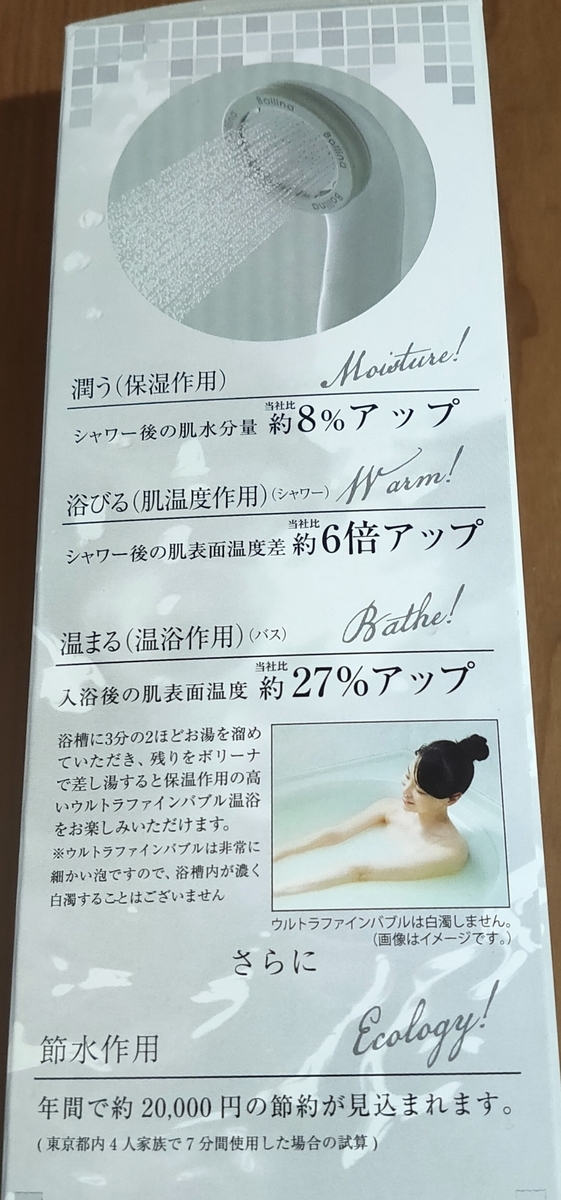 Bollina
Bollina
Bollina
潤う(保湿作用)
Moisture!
シャワー後の肌水分量 当社比 約8%アップ
浴びる(肌温度作用)(シャワー)
Warm!
シャワー後の肌表面温度差 当社比 約6倍アップ
温まる(温浴作用)(バス)
Bathe!
入浴後の肌表面温度 当社比 約27%アップ
浴槽に3分の2ほどお湯を溜め
ていただき、残りをボリーナ
で差し湯すると保温作用の高
いウルトラファインバブル温浴
をお楽しみいただけます。
※ウルトラファインバブルは非常に
細かい泡ですので、浴槽内が濃く
白濁することはございません
ウルトラファインバブルは白濁しません。
(画像はイメージです。)
さらに
節水作用
Ecology!
年間で約 20,000 円の節約が見込まれます。
(東京都内4人家族で7分間使用した場合の試算)